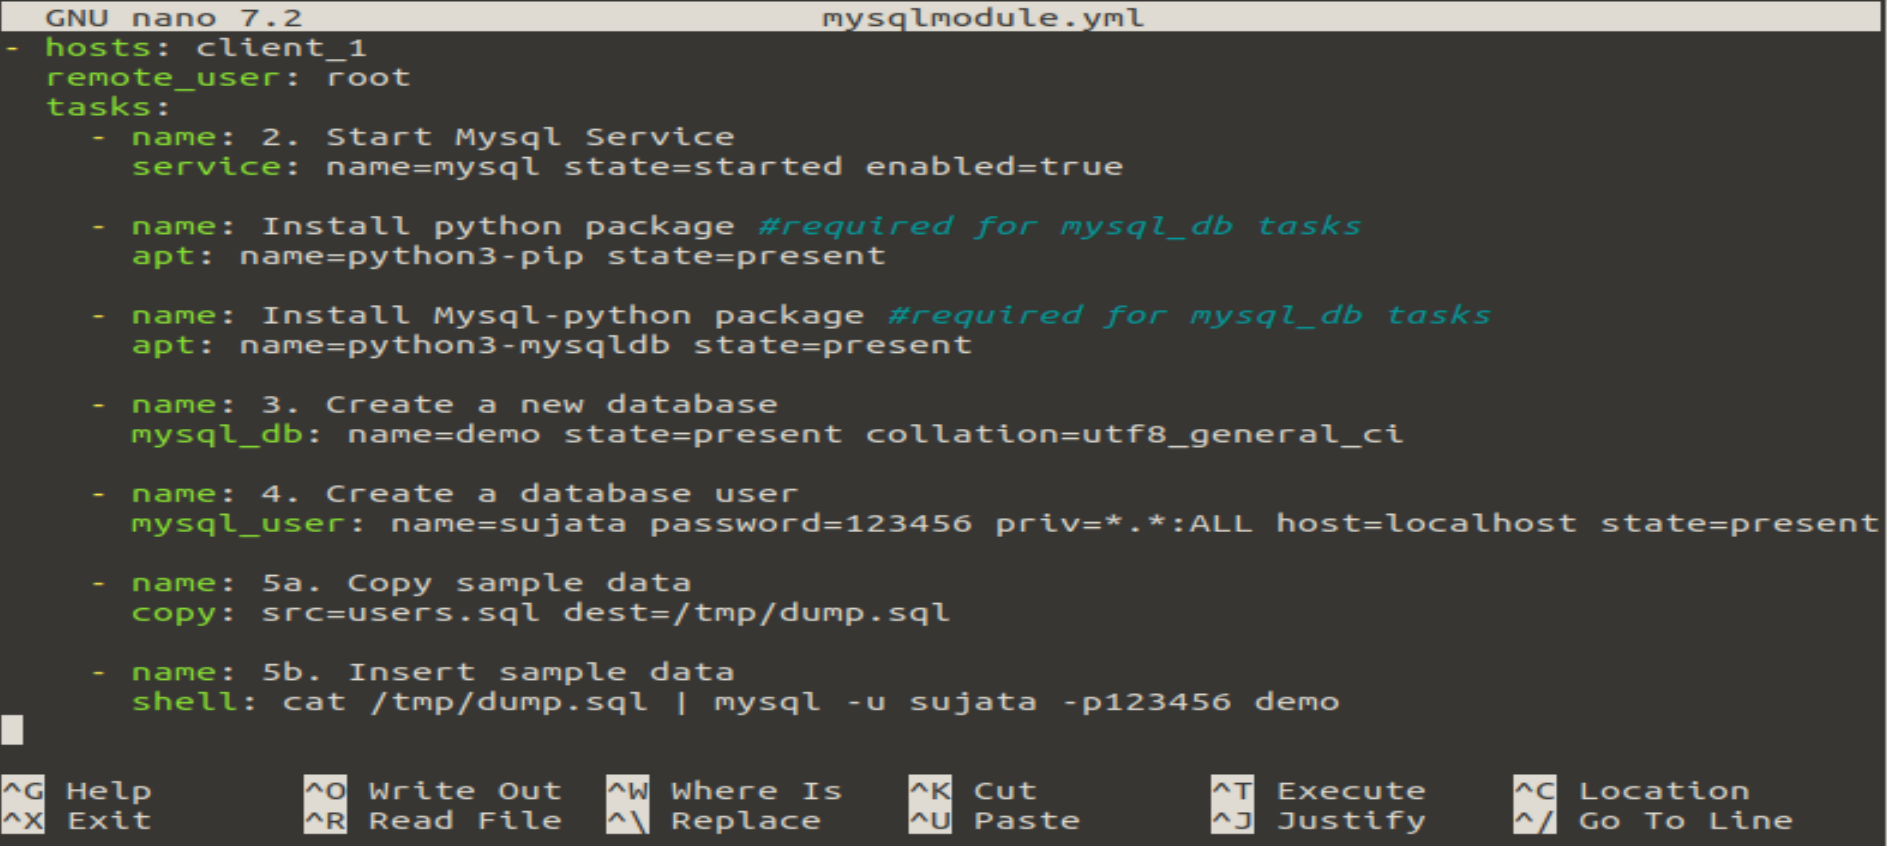 GNU nano 7.2 mysqlmodule.yml
- hosts: client_1
  remote_user: root
  tasks:
    - name: 2. Start Mysql Service
      service: name=mysql state=started enabled=true

    - name: Install python package #required for mysql_db tasks
      apt: name=python3-pip state=present

    - name: Install Mysql-python package #required for mysql_db tasks
      apt: name=python3-mysqldb state=present

    - name: 3. Create a new database
      mysql_db: name=demo state=present collation=utf8_general_ci

    - name: 4. Create a database user
      mysql_user: name=sujata password=123456 priv=*.*:ALL host=localhost state=present

    - name: 5a. Copy sample data
      copy: src=users.sql dest=/tmp/dump.sql

    - name: 5b. Insert sample data
      shell: cat /tmp/dump.sql | mysql -u sujata -p123456 demo

^G Help ^O Write Out ^W Where Is ^K Cut ^T Execute ^C Location
^X Exit ^R Read File ^\ Replace ^U Paste ^J Justify ^/ Go To Line